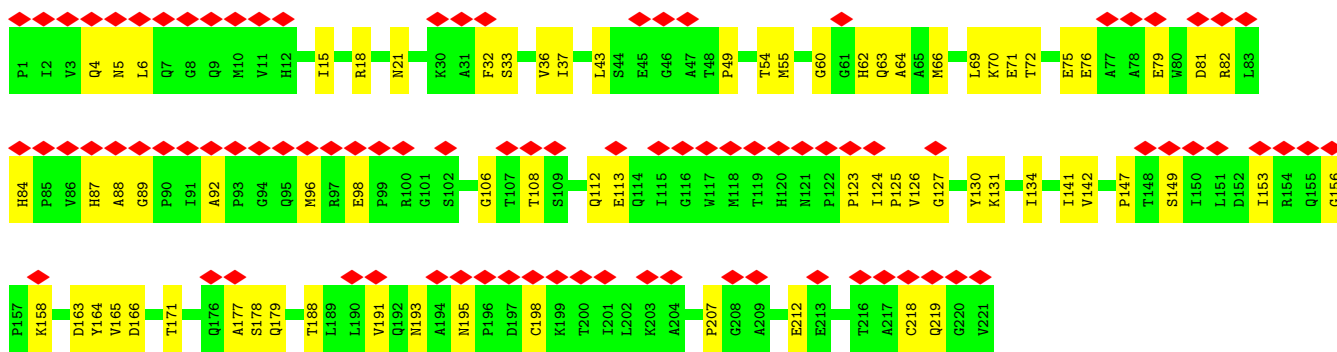 P1 I2 V3 Q4 N5 L6 Q7 G8 Q9 M10 V11 H12 I15 R18 N21 K30 A31 F32 S33 V36 I37 L43 S44 E45 G46 A47 T48 P49 T54 M55 G60 G61 H62 Q63 A64 A65 M66 L69 K70 E71 T72 E75 E76 A77 A78 E79 W80 D81 R82 L83
H84 P85 V86 H87 A88 G89 P90 I91 A92 P93 G94 Q95 M96 R97 E98 P99 R100 G101 S102 G106 T107 T108 S109 Q112 E113 Q114 I115 G116 W117 M118 T119 H120 N121 P122 P123 I124 P125 V126 G127 Y130 K131 I134 I141 V142 P147 T148 S149 I150 L151 D152 I153 R154 Q155 G156
P157 K158 D163 Y164 V165 D166 T171 Q176 A177 S178 Q179 T188 L189 L190 V191 Q192 N193 A194 N195 P196 D197 C198 K199 T200 I201 L202 K203 A204 P207 G208 A209 E212 E213 T216 A217 C218 Q219 G220 V221